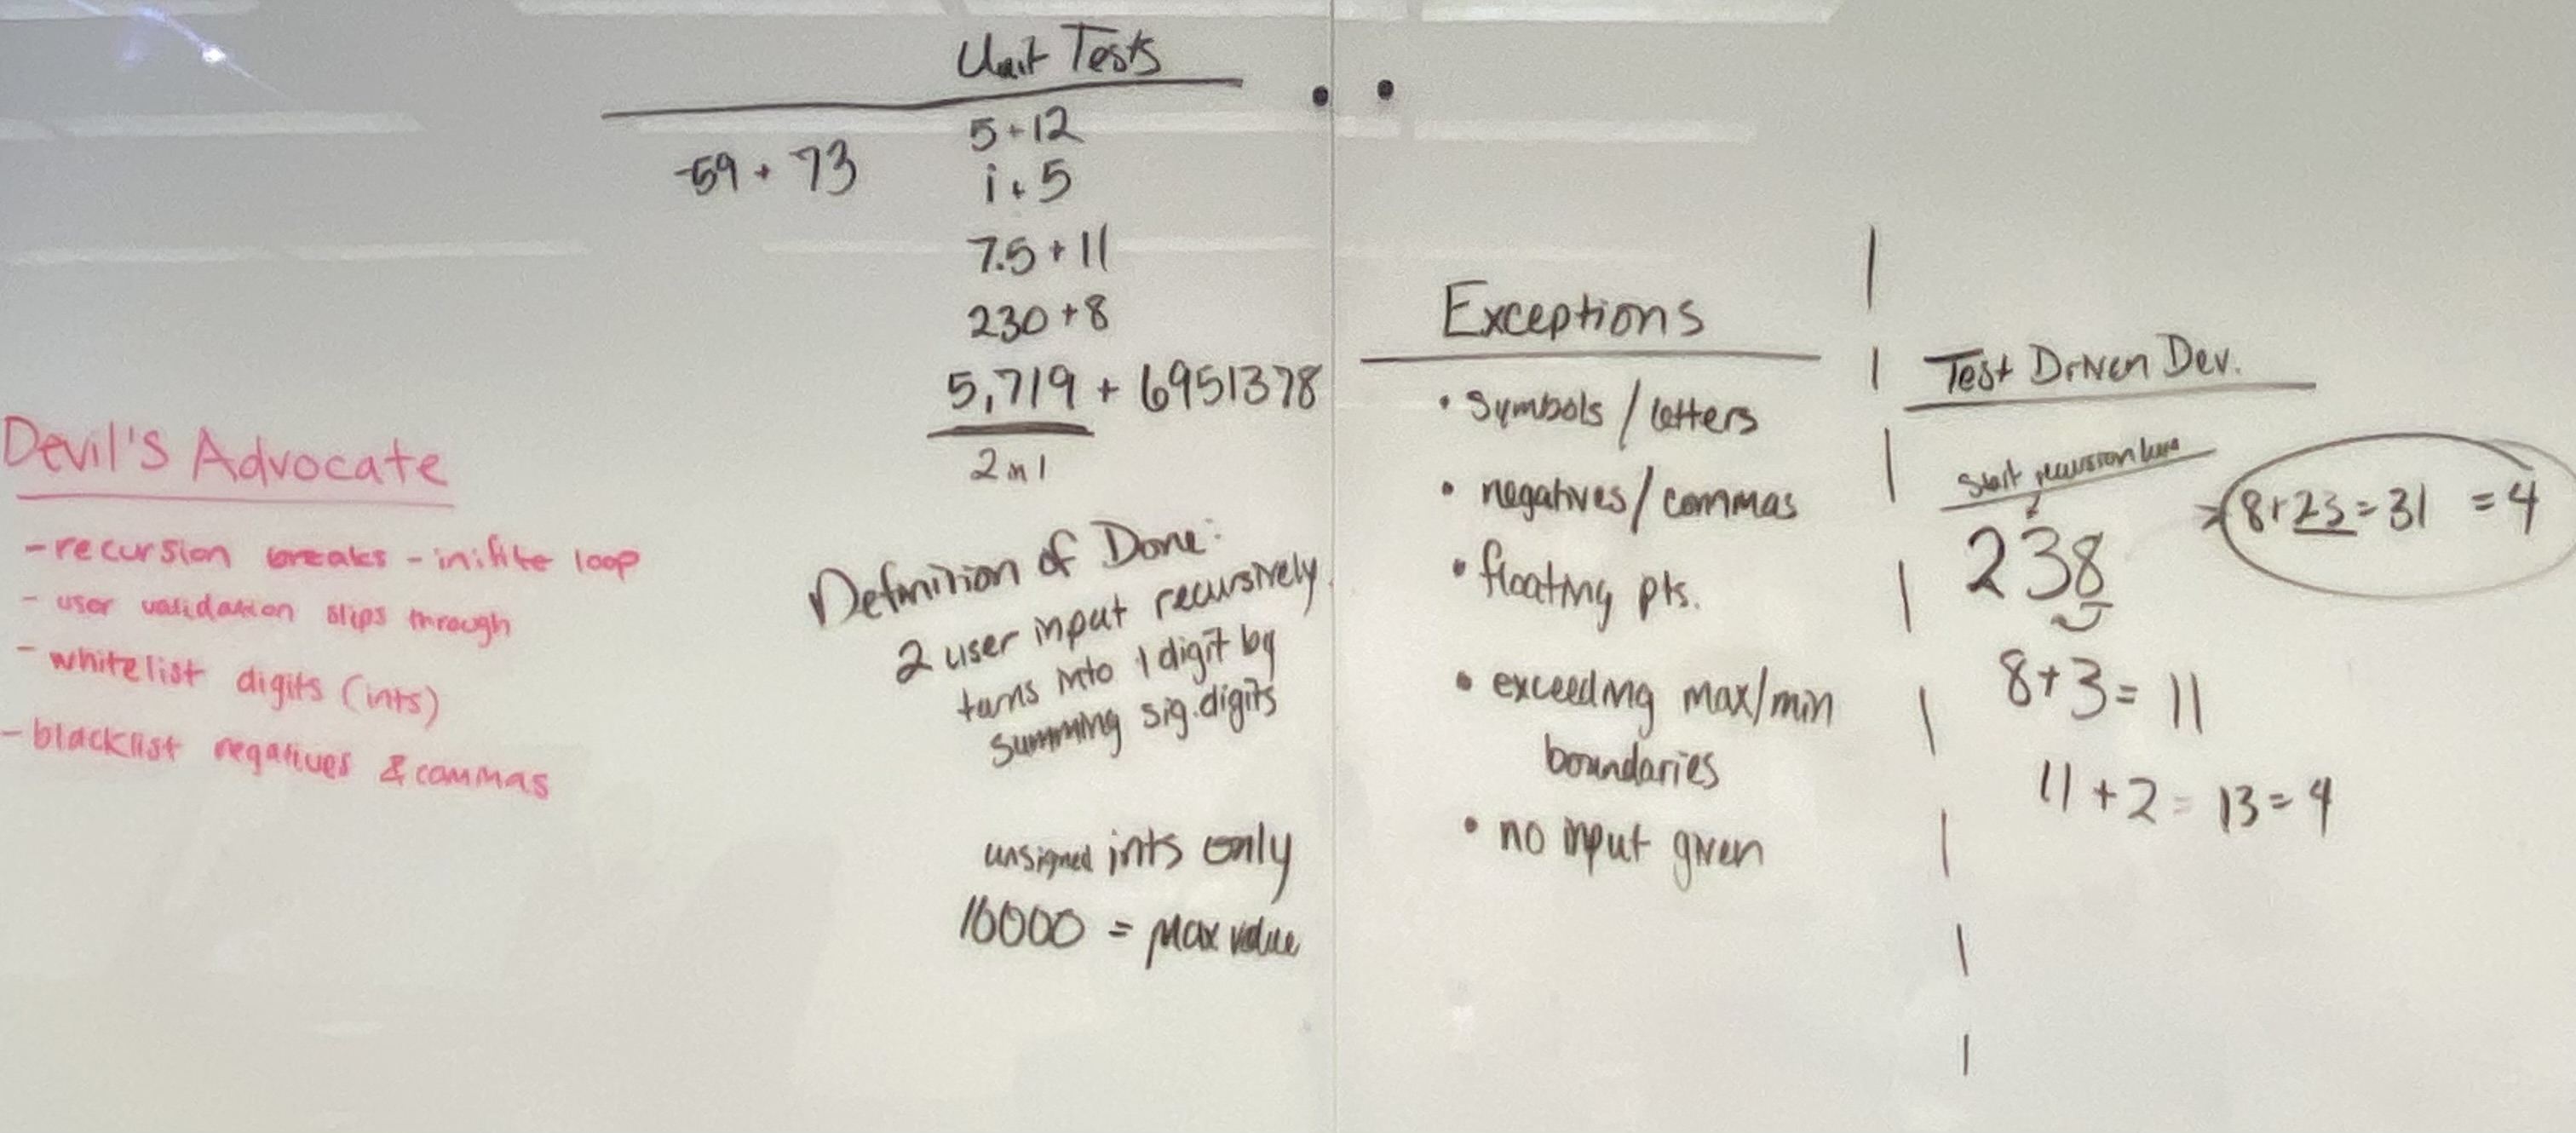 Unit Tests
5+12
-59 + 73
i + 5
7.5 + 11
230 + 8
5,719 + 6951378
2 in 1
Definition of Done:
2 user input recursively
turns into 1 digit by
summing sig. digits
unsigned ints only
10000 = max value
Devil's Advocate
- recursion breaks - inifite loop
- user validation slips through
- whitelist digits (ints)
- blacklist negatives & commas
Exceptions
• symbols / letters
• negatives / commas
• floating pts.
• exceeding max/min
boundaries
• no input given
Test Driven Dev.
Start recursion here
238
8+23=31 =4
8+3= 11
11+2= 13=4